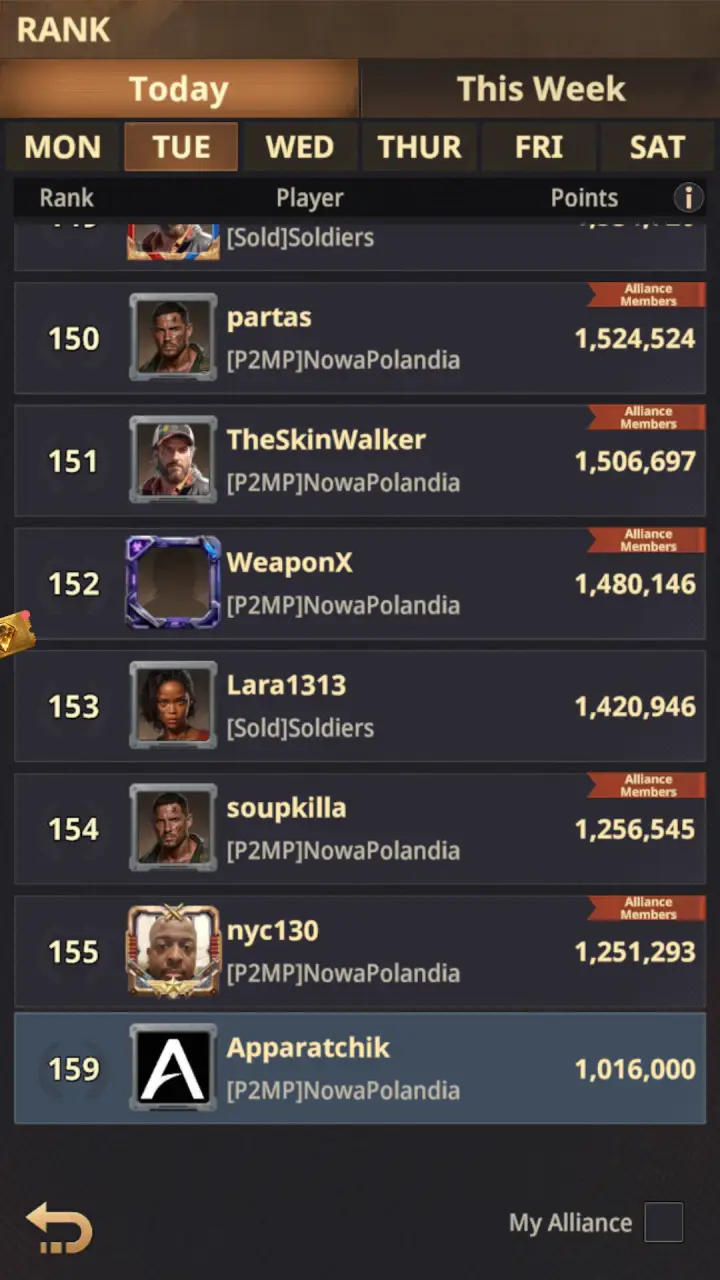 RANK
Today
This Week
MON
TUE
WED
THUR
FRI
SAT
Rank
Player
Points
i
[Sold]Soldiers
150
partas
[P2MP]NowaPolandia
Alliance
Members
1,524,524
151
TheSkinWalker
[P2MP]NowaPolandia
Alliance
Members
1,506,697
152
WeaponX
[P2MP]NowaPolandia
Alliance
Members
1,480,146
153
Lara1313
[Sold]Soldiers
1,420,946
154
soupkilla
[P2MP]NowaPolandia
Alliance
Members
1,256,545
155
nyc130
[P2MP]NowaPolandia
Alliance
Members
1,251,293
159
Apparatchik
[P2MP]NowaPolandia
1,016,000
My Alliance